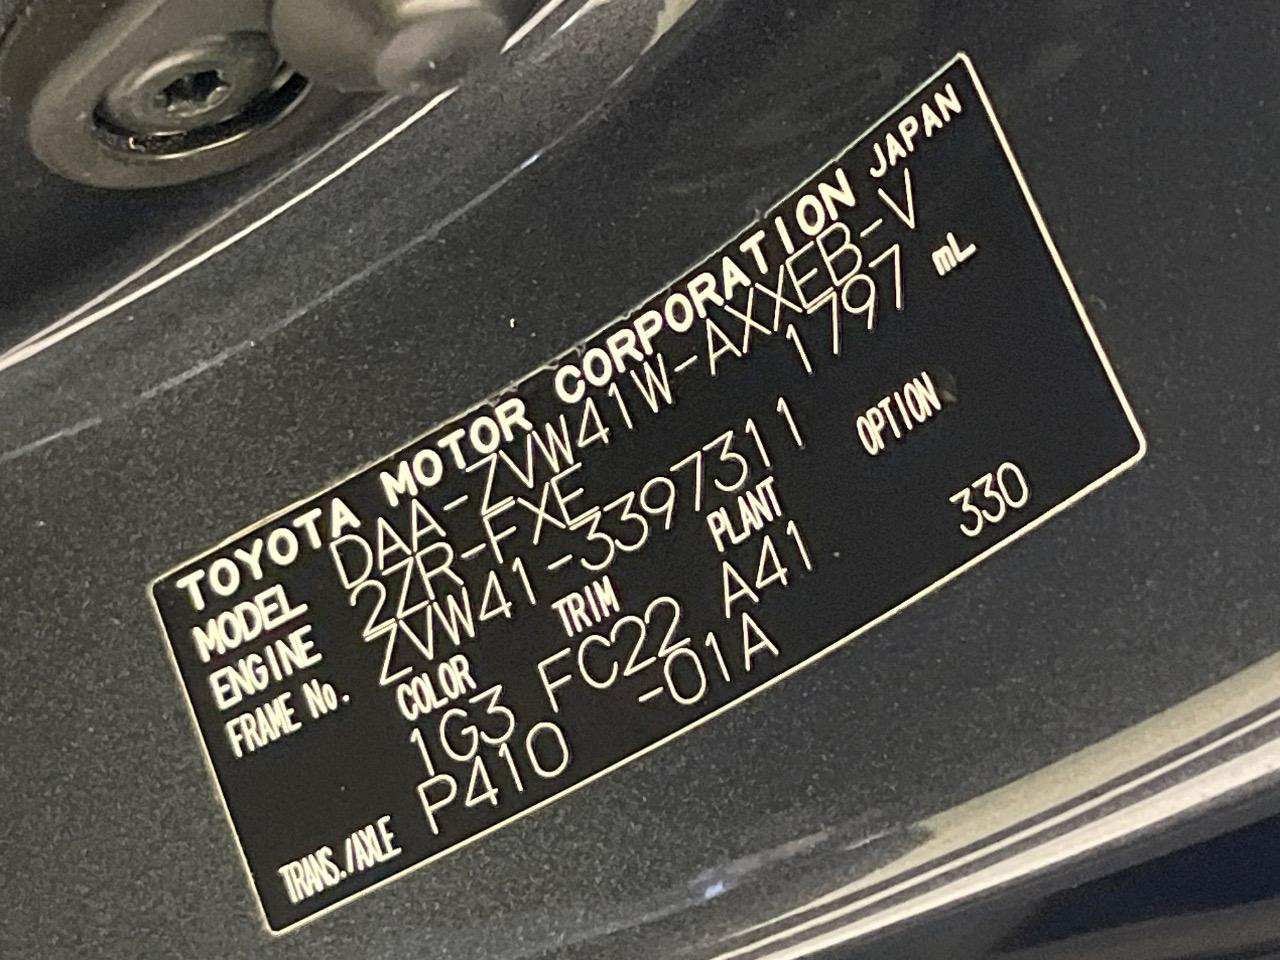 TOYOTA MOTOR CORPORATION JAPAN
MODEL DAA-ZVW41W-AXXEB-V
ENGINE 2ZR-FXE 1797 mL
FRAME No. ZVW41-3397311
COLOR TRIM PLANT OPTION
1G3 FC22 A41 330
TRANS./AXLE P410 -01A